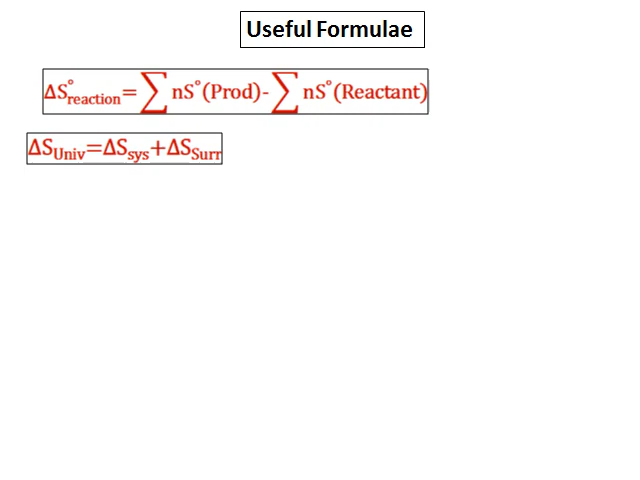 Useful Formulae
ΔS°reaction=∑nS°(Prod)-∑nS°(Reactant)
ΔSUniv=ΔSsys+ΔSSurr